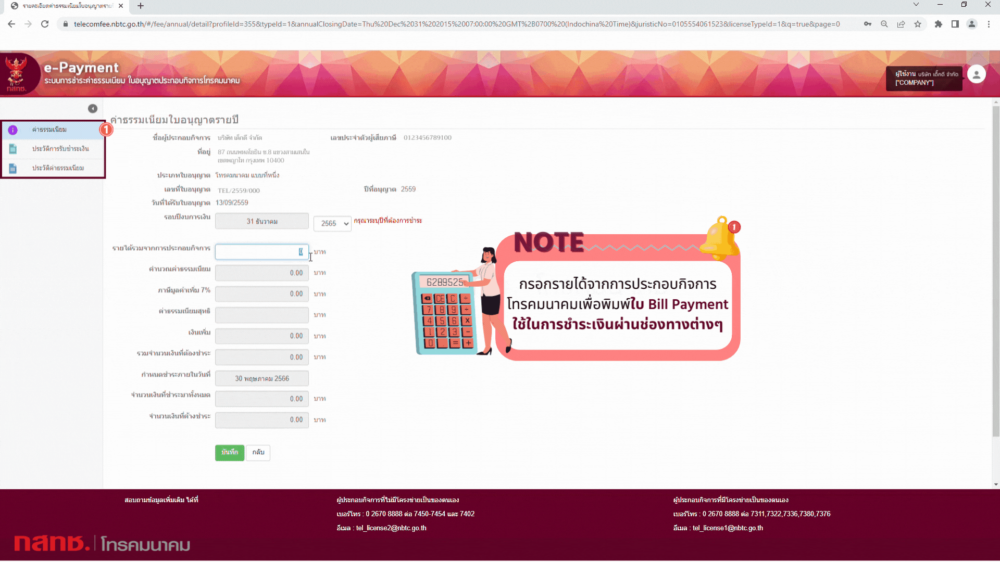 รายละเอียดค่าธรรมเนียมใบอนุญาตราย
telecomfee.nbtc.go.th/#/fee/annual/detail?profileId=355&typeId=1&annualClosingDate=Thu%20Dec%2031%202015%2007:00:00%20GMT%2B0700%20(Indochina%20Time)&juristicNo=0105554061523&licenseTypeId=1&q=true&page=0
e-Payment
ระบบการชำระค่าธรรมเนียม ใบอนุญาตประกอบกิจการโทรคมนาคม
กสทช.
ผู้ใช้งาน บริษัท เด็กดี จำกัด
["COMPANY"]
ค่าธรรมเนียม
1
ประวัติการรับชำระเงิน
ประวัติค่าธรรมเนียม
ค่าธรรมเนียมใบอนุญาตรายปี
ชื่อผู้ประกอบกิจการ บริษัท เด็กดี จำกัด เลขประจำตัวผู้เสียภาษี 0123456789100
ที่อยู่ 87 ถนนพหลโยธิน ซ.8 แขวงสามเสนใน
เขตพญาไท กรุงเทพ 10400
ประเภทใบอนุญาต โทรคมนาคม แบบที่หนึ่ง
เลขที่ใบอนุญาต TEL/2559/000 ปีที่อนุญาต 2559
วันที่ได้รับใบอนุญาต 13/09/2559
รอบปีงบการเงิน 31 ธันวาคม 2565 กรุณาระบุปีที่ต้องการชำระ
รายได้รวมจากการประกอบกิจการ บาท
คำนวณค่าธรรมเนียม 0.00 บาท
ภาษีมูลค่าเพิ่ม 7% 0.00 บาท
ค่าธรรมเนียมสุทธิ บาท
เงินเพิ่ม 0.00 บาท
รวมจำนวนเงินที่ต้องชำระ 0.00 บาท
กำหนดชำระภายในวันที่ 30 พฤษภาคม 2566
จำนวนเงินที่ชำระมาทั้งหมด 0.00 บาท
จำนวนเงินที่ค้างชำระ 0.00 บาท
บันทึก กลับ
NOTE
1
กรอกรายได้จากการประกอบกิจการ
โทรคมนาคมเพื่อพิมพ์ใบ Bill Payment
ใช้ในการชำระเงินผ่านช่องทางต่างๆ
6289525
CE C ÷
7 8 9 -
4 5 6 X
1 2 3 -
0 = +
สอบถามข้อมูลเพิ่มเติม ได้ที่
ผู้ประกอบกิจการที่ไม่มีโครงข่ายเป็นของตนเอง
เบอร์โทร : 0 2670 8888 ต่อ 7450-7454 และ 7402
อีเมล : tel_license2@nbtc.go.th
ผู้ประกอบกิจการที่มีโครงข่ายเป็นของตนเอง
เบอร์โทร : 0 2670 8888 ต่อ 7311,7322,7336,7380,7376
อีเมล : tel_license1@nbtc.go.th
กสทช. | โทรคมนาคม